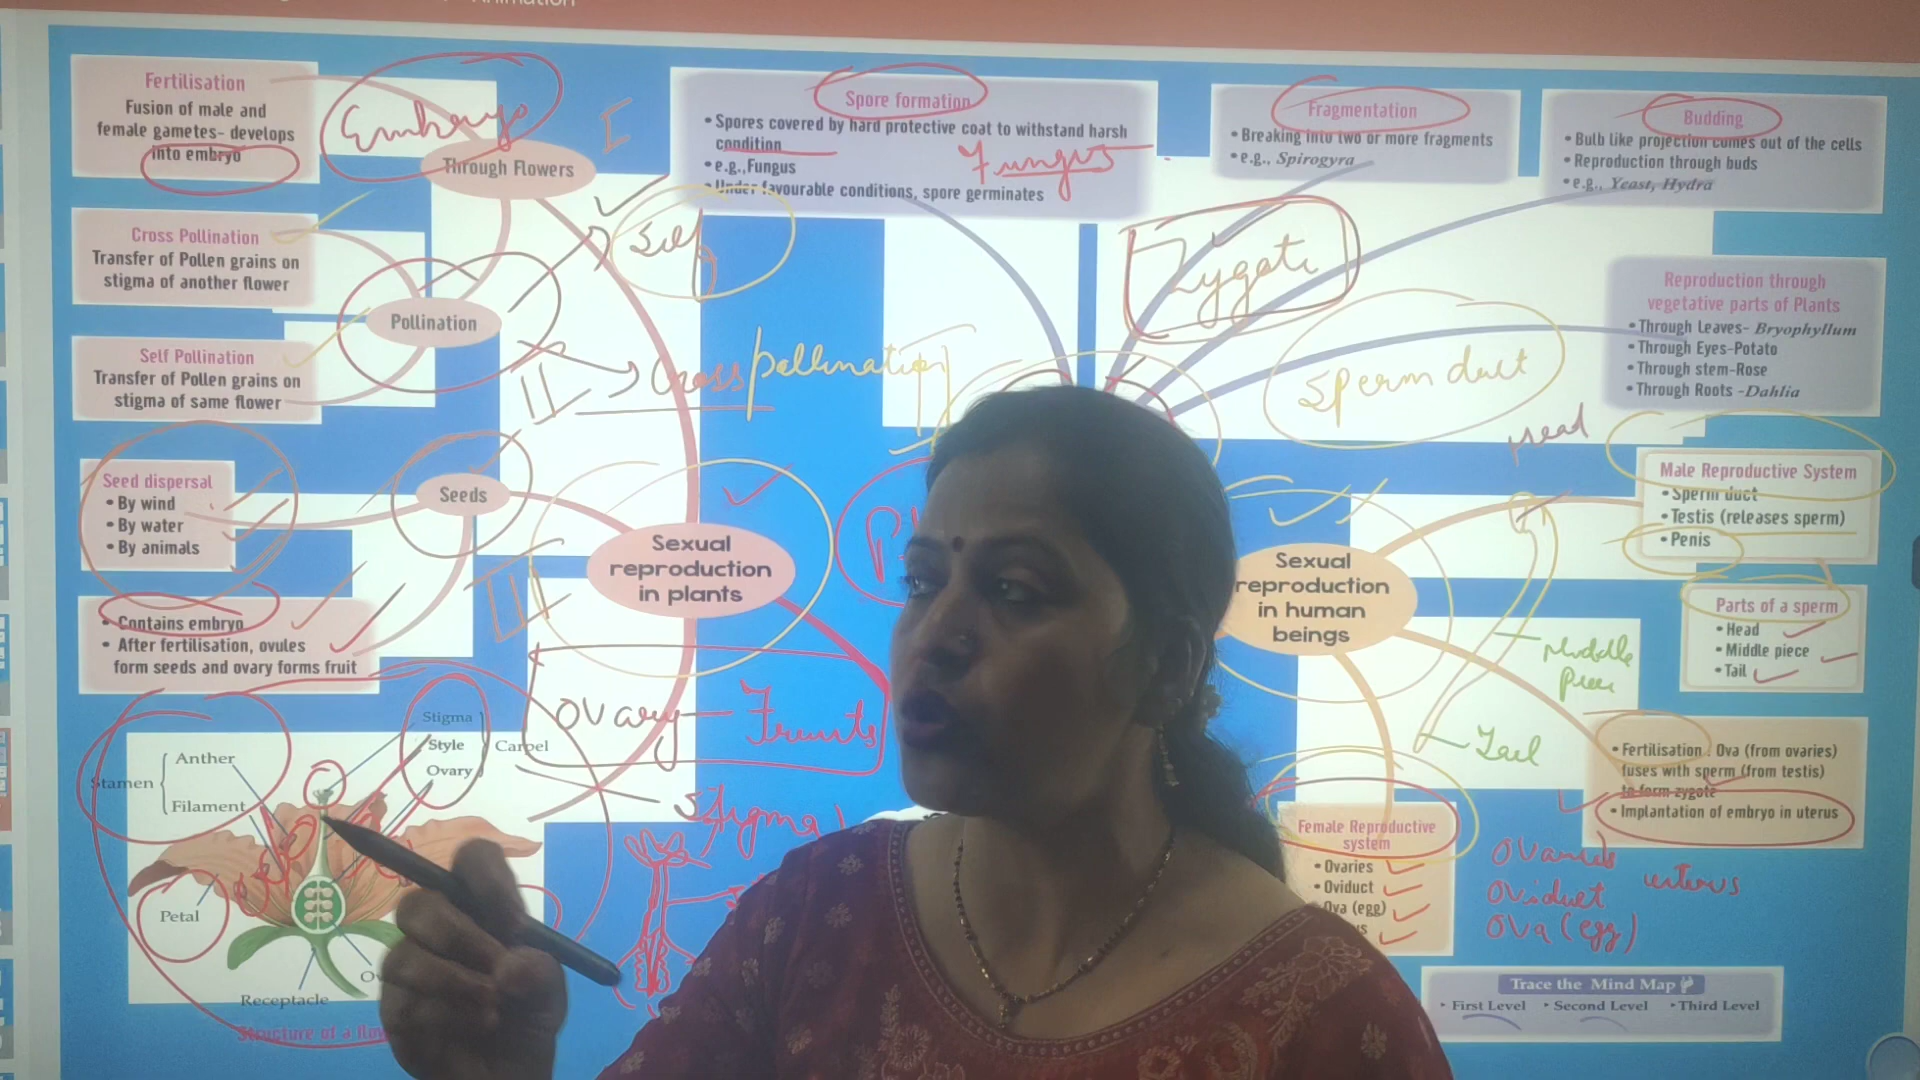 Fertilisation
Fusion of male and
female gametes- develops
into embryo
Embryo
I
Through Flowers
Spore formation
• Spores covered by hard protective coat to withstand harsh
condition
• e.g.,Fungus
Fungus
• Under favourable conditions, spore germinates
Fragmentation
• Breaking into two or more fragments
• e.g., Spirogyra
Budding
• Bulb like projection comes out of the cells
• Reproduction through buds
• e.g., Yeast, Hydra
Cross Pollination
Transfer of Pollen grains on
stigma of another flower
Self
Zygote
Pollination
Reproduction through
vegetative parts of Plants
• Through Leaves- Bryophyllum
• Through Eyes-Potato
• Through stem-Rose
• Through Roots -Dahlia
Self Pollination
Transfer of Pollen grains on
stigma of same flower
II
Cross pollination
Sperm duct
Head
Seed dispersal
• By wind
• By water
• By animals
Seeds
III
Sexual
reproduction
in plants
Sexual
reproduction
in human
beings
Male Reproductive System
• Sperm duct
• Testis (releases sperm)
• Penis
Parts of a sperm
• Head
• Middle piece
• Tail
Middle
piece
Tail
• Contains embryo
• After fertilisation, ovules
form seeds and ovary forms fruit
Ovary — Fruits
Stigma
Stigma
Style
Ovary
Carpel
Anther
Stamen
Filament
Petal
Receptacle
Structure of a
• Fertilisation : Ova (from ovaries)
fuses with sperm (from testis)
to form zygote
• Implantation of embryo in uterus
Female Reproductive
system
• Ovaries
• Oviduct
• Ova (egg)
Oviduct
Ova (egg)
uterus
Trace the Mind Map
‣ First Level ‣ Second Level ‣ Third Level